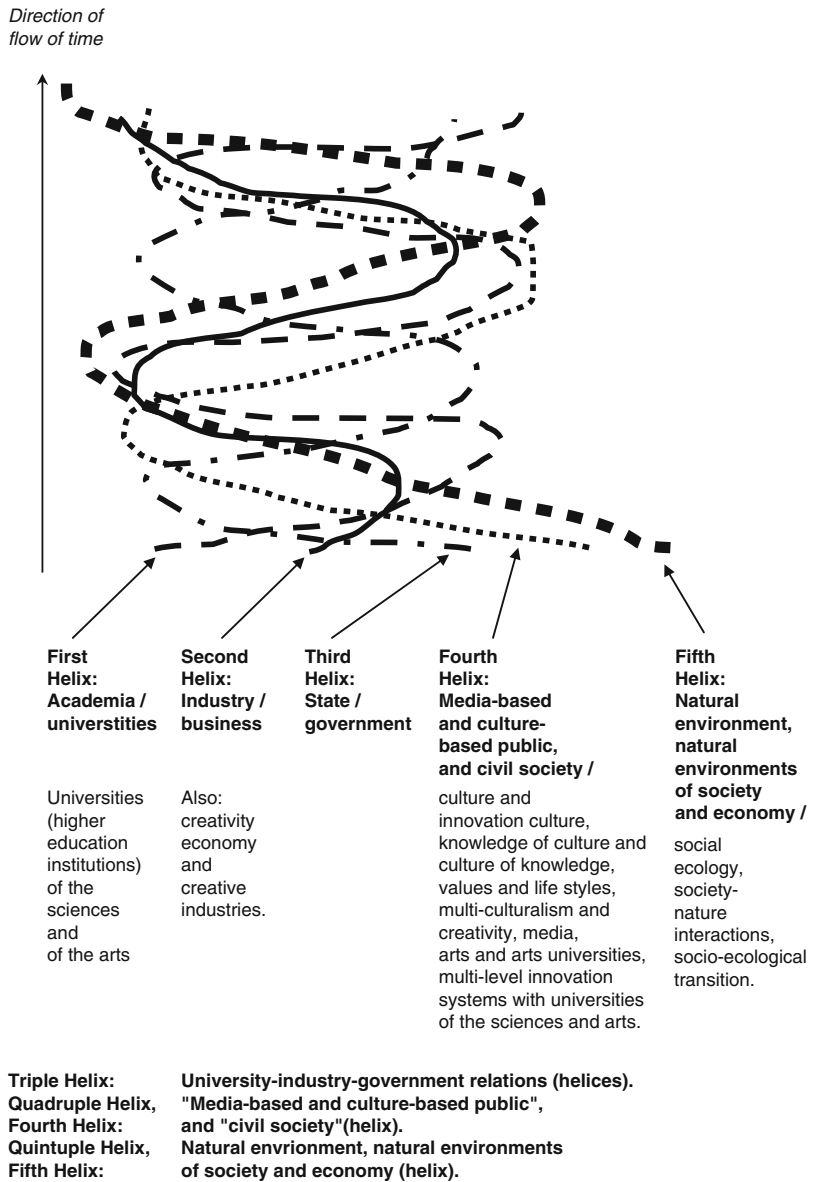 Direction of
flow of time
First
Helix:
Academia /
universtities
Universities
(higher
education
institutions)
of the
sciences
and
of the arts
Second
Helix:
Industry /
business
Also:
creativity
economy
and
creative
industries.
Third
Helix:
State /
government
Fourth
Helix:
Media-based
and culture-
based public,
and civil society /
culture and
innovation culture,
knowledge of culture and
culture of knowledge,
values and life styles,
multi-culturalism and
creativity, media,
arts and arts universities,
multi-level innovation
systems with universities
of the sciences and arts.
Fifth
Helix:
Natural
environment,
natural
environments
of society
and economy /
social
ecology,
society-
nature
interactions,
socio-ecological
transition.
Triple Helix: University-industry-government relations (helices).
Quadruple Helix, "Media-based and culture-based public",
Fourth Helix: and "civil society"(helix).
Quintuple Helix, Natural envrionment, natural environments
Fifth Helix: of society and economy (helix).